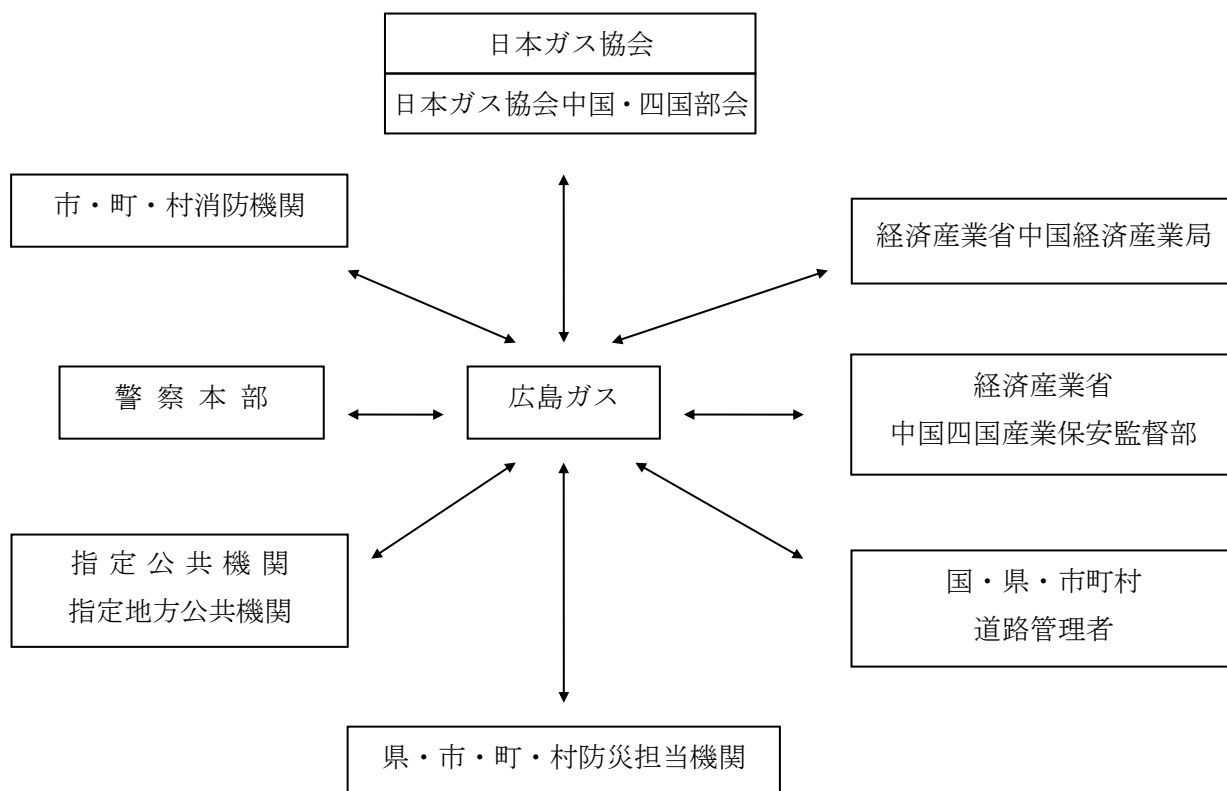 日本ガス協会
日本ガス協会中国・四国部会
市・町・村消防機関
経済産業省中国経済産業局
警 察 本 部
広島ガス
経済産業省
中国四国産業保安監督部
指 定 公 共 機 関
指定地方公共機関
国・県・市町村
道路管理者
県・市・町・村防災担当機関